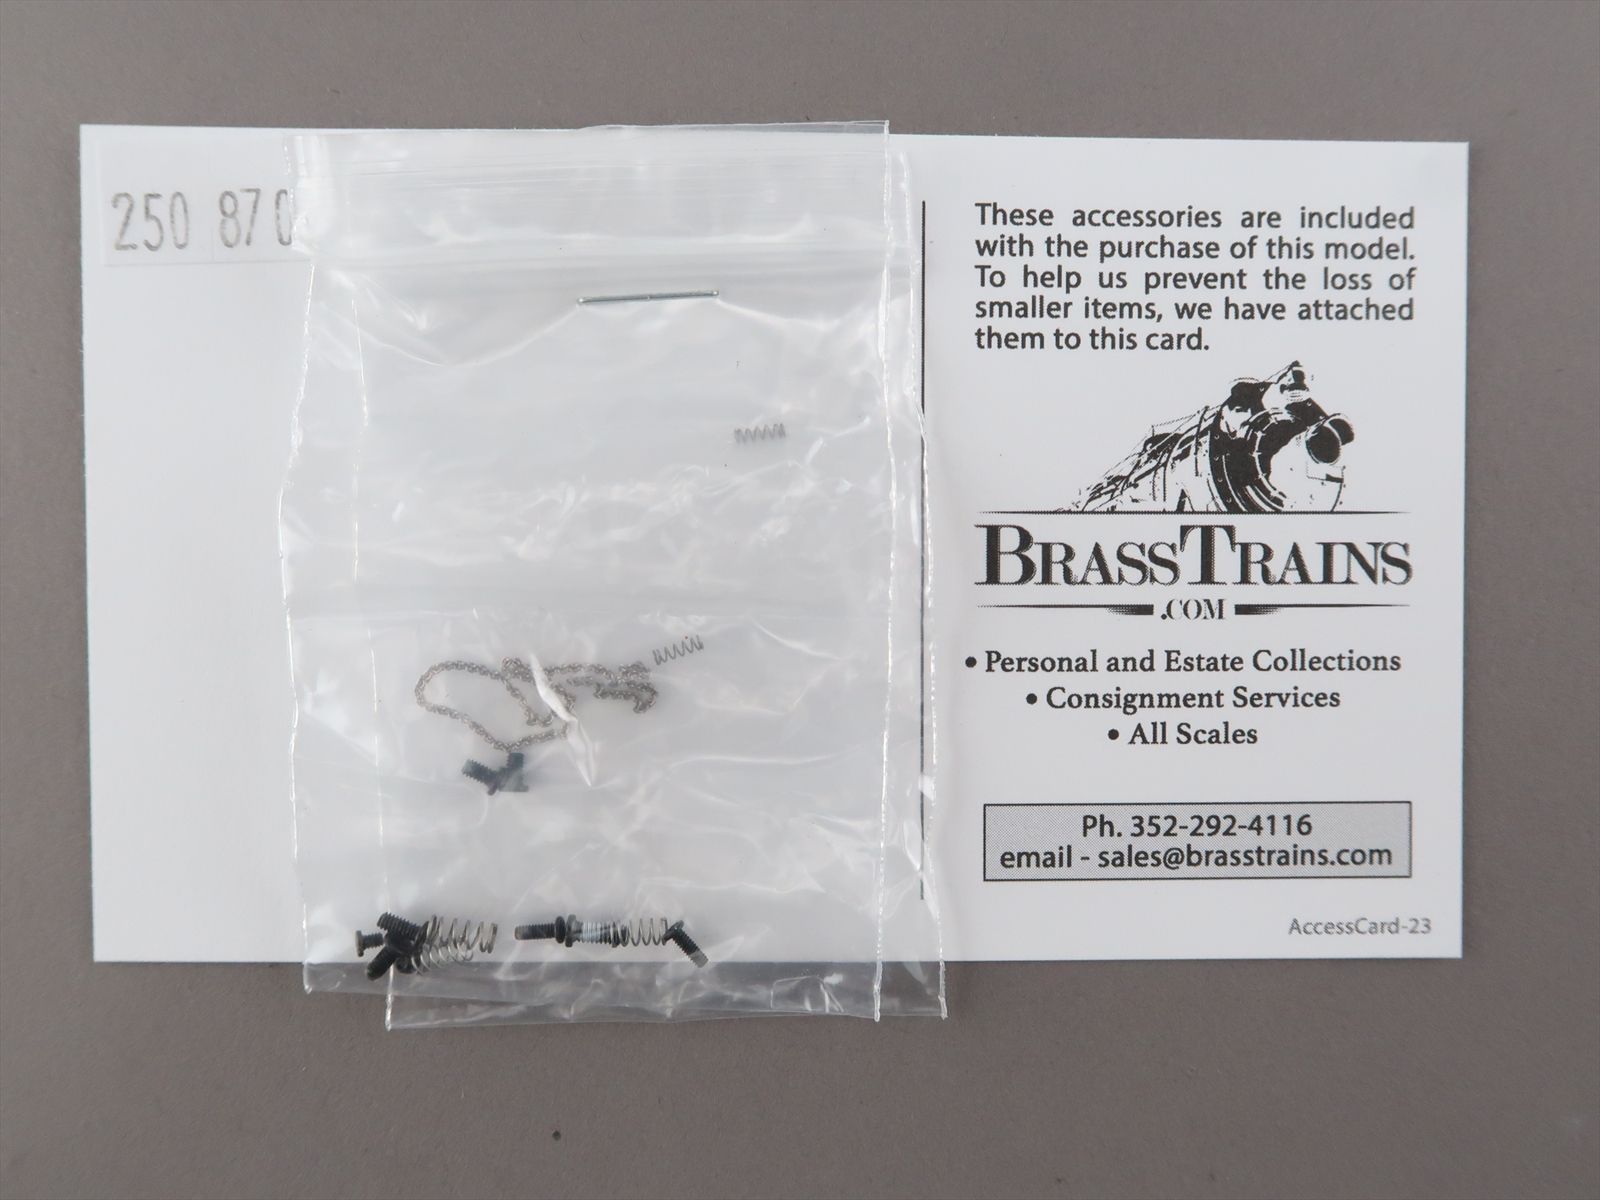 250 870
These accessories are included
with the purchase of this model.
To help us prevent the loss of
smaller items, we have attached
them to this card.
BRASSTRAINS
.COM
• Personal and Estate Collections
• Consignment Services
• All Scales
Ph. 352-292-4116
email - sales@brasstrains.com
AccessCard-23